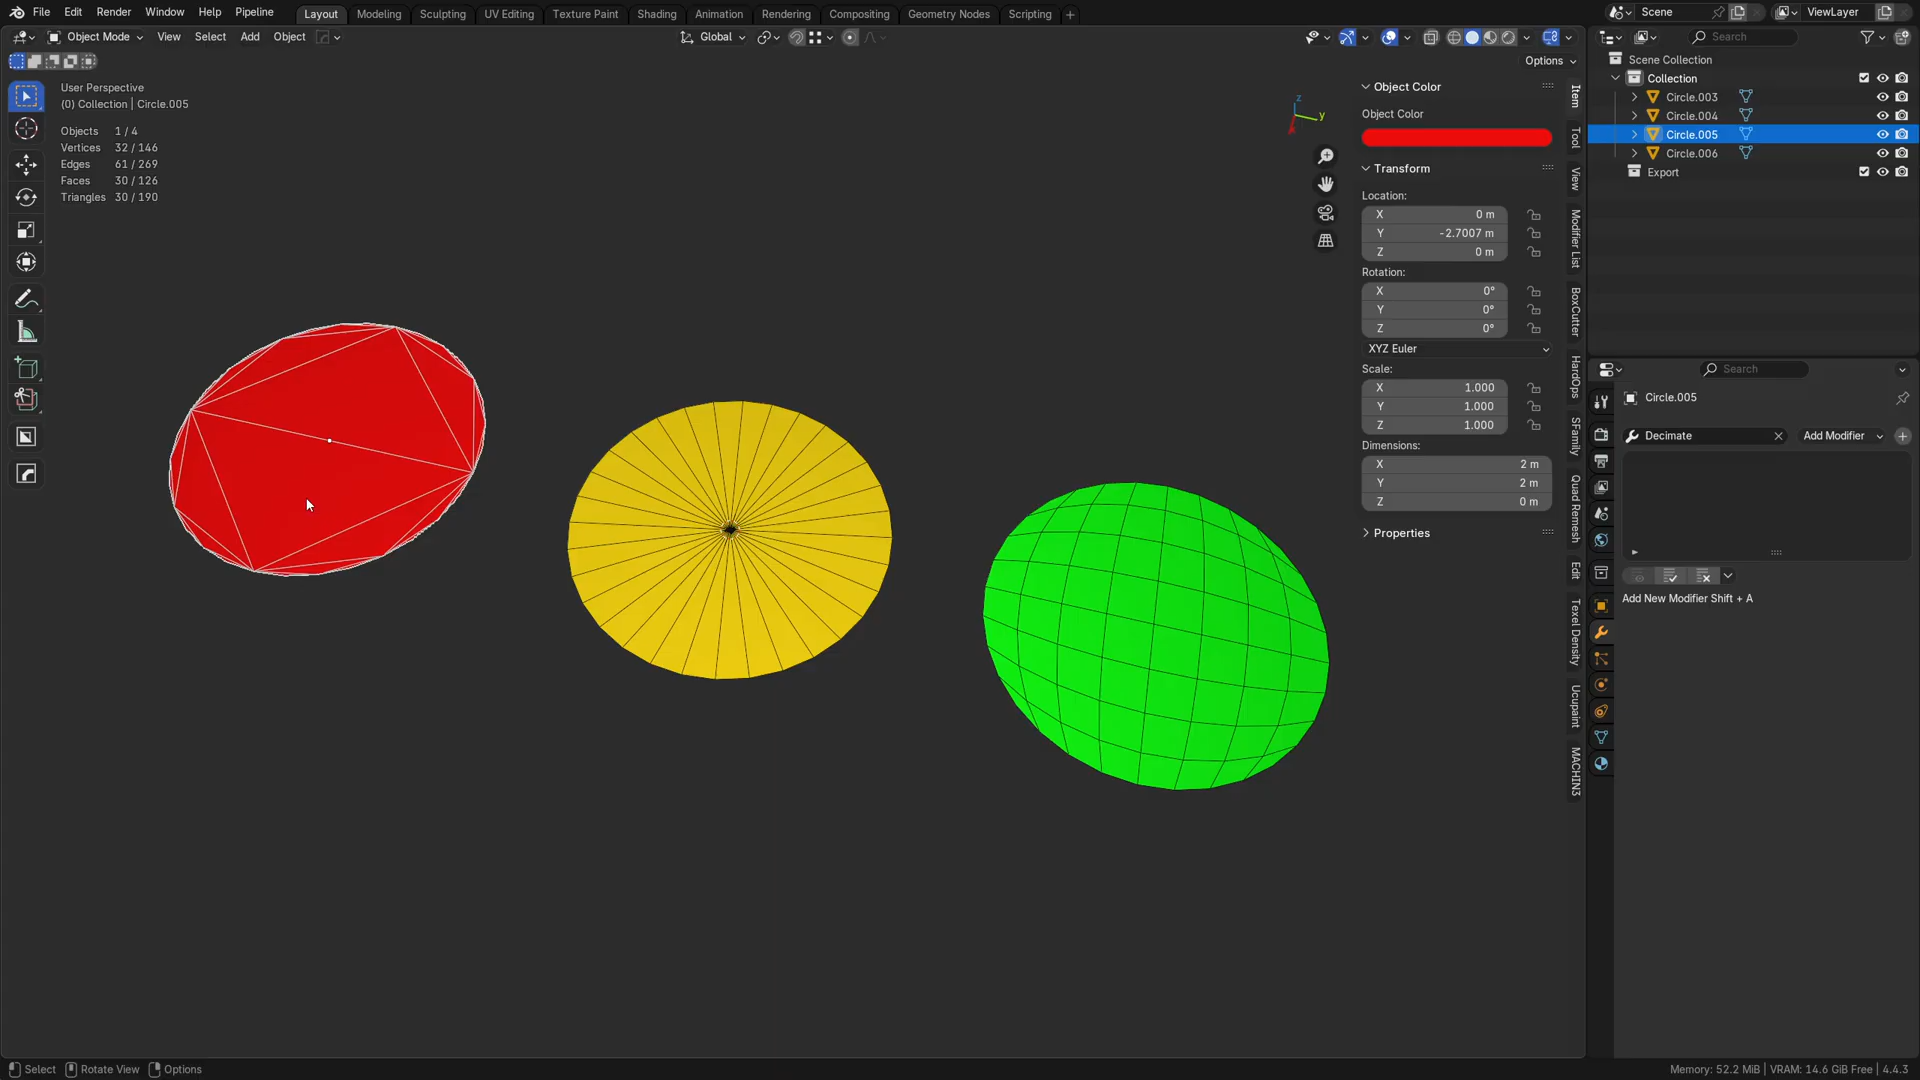 File Edit Render Window Help Pipeline Layout Modeling Sculpting UV Editing Texture Paint Shading Animation Rendering Compositing Geometry Nodes Scripting + Scene ViewLayer
Object Mode View Select Add Object Global Search
Options
User Perspective
(0) Collection | Circle.005
Objects 1 / 4
Vertices 32 / 146
Edges 61 / 269
Faces 30 / 126
Triangles 30 / 190
z
y
Object Color
Object Color
Transform
Location:
X 0 m
Y -2.7007 m
Z 0 m
Rotation:
X 0°
Y 0°
Z 0°
XYZ Euler
Scale:
X 1.000
Y 1.000
Z 1.000
Dimensions:
X 2 m
Y 2 m
Z 0 m
Properties
Item
Tool
View
Modifier List
BoxCutter
HardOps
SFamily
Quad Remesh
Edit
Texel Density
Ucupaint
MACHIN3
Scene Collection
Collection
Circle.003
Circle.004
Circle.005
Circle.006
Export
Search
Circle.005
Decimate Add Modifier
Add New Modifier Shift + A
Select Rotate View Options
Memory: 52.2 MiB | VRAM: 14.6 GiB Free | 4.4.3